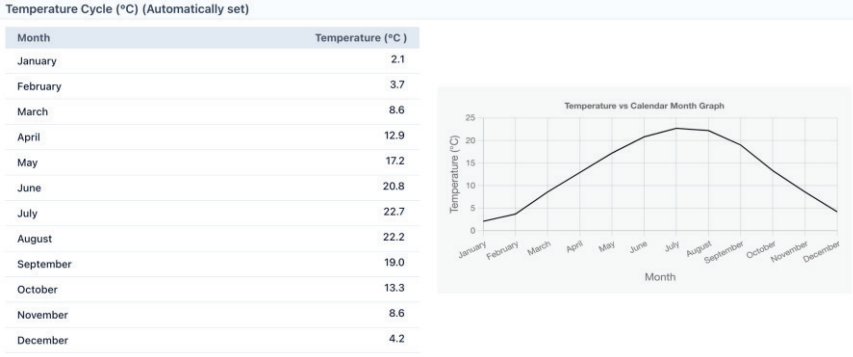 Temperature Cycle (ºC) (Automatically set)
Month Temperature (ºC )
January 2.1
February 3.7
March 8.6
April 12.9
May 17.2
June 20.8
July 22.7
August 22.2
September 19.0
October 13.3
November 8.6
December 4.2
Temperature vs Calendar Month Graph
Temperature (°C)
25
20
15
10
5
0
January February March April May June July August September October November December
Month